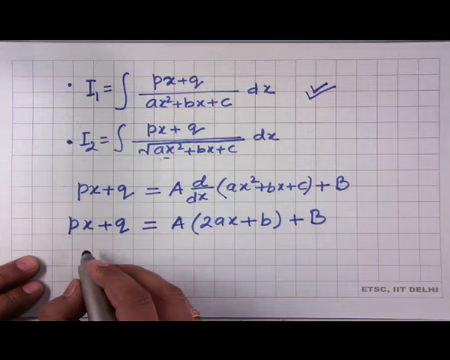 • I₁ = ∫ (px+q)/(ax²+bx+c) dx ✓
• I₂ = ∫ (px+q)/√(ax²+bx+c) dx
px+q = A d/dx (ax²+bx+c) + B
px+q = A(2ax+b) + B
ETSC, IIT DELHI